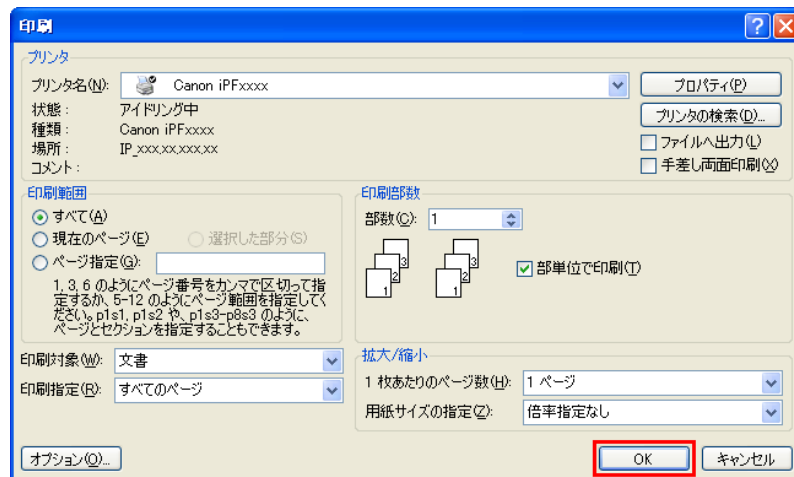 印刷
プリンタ
プリンタ名(N): Canon iPFxxxx プロパティ(P)
状態: アイドリング中 プリンタの検索(D)...
種類: Canon iPFxxxx
場所: IP_xxx,xx,xxx,xx ファイルへ出力(L)
コメント: 手差し両面印刷(X)
印刷範囲
すべて(A)
現在のページ(E) 選択した部分(S)
ページ指定(G):
1,3,6 のようにページ番号をカンマで区切って指
定するか、5-12 のようにページ範囲を指定してく
ださい。p1s1, p1s2 や、p1s3-p8s3 のように、
ページとセクションを指定することもできます。
印刷部数
部数(C): 1
3 3
2 2
1 1
部単位で印刷(T)
印刷対象(W): 文書
印刷指定(R): すべてのページ
拡大/縮小
1 枚あたりのページ数(H): 1 ページ
用紙サイズの指定(Z): 倍率指定なし
オプション(O)... OK キャンセル